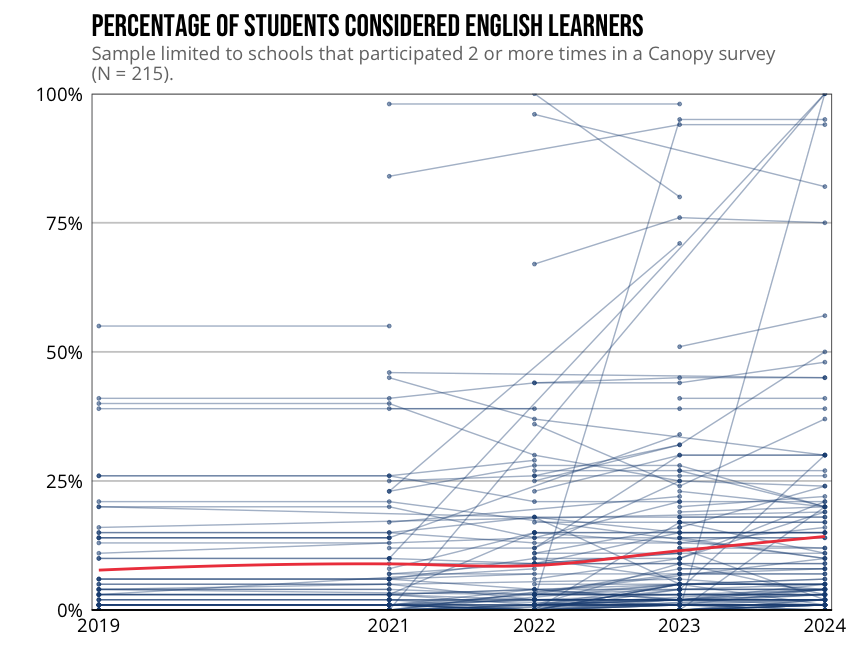 PERCENTAGE OF STUDENTS CONSIDERED ENGLISH LEARNERS
Sample limited to schools that participated 2 or more times in a Canopy survey
(N = 215).
100%
75%
50%
25%
0%
2019 2021 2022 2023 2024